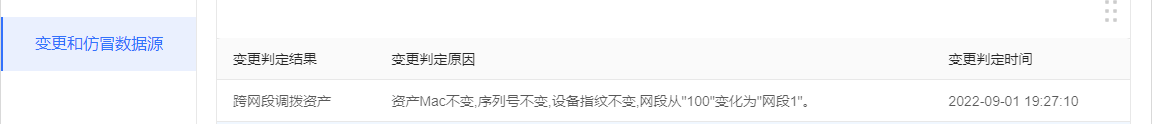 变更和仿冒数据源
变更判定结果 变更判定原因 变更判定时间
跨网段调拨资产 资产Mac不变,序列号不变,设备指纹不变,网段从"100"变化为"网段1"。 2022-09-01 19:27:10